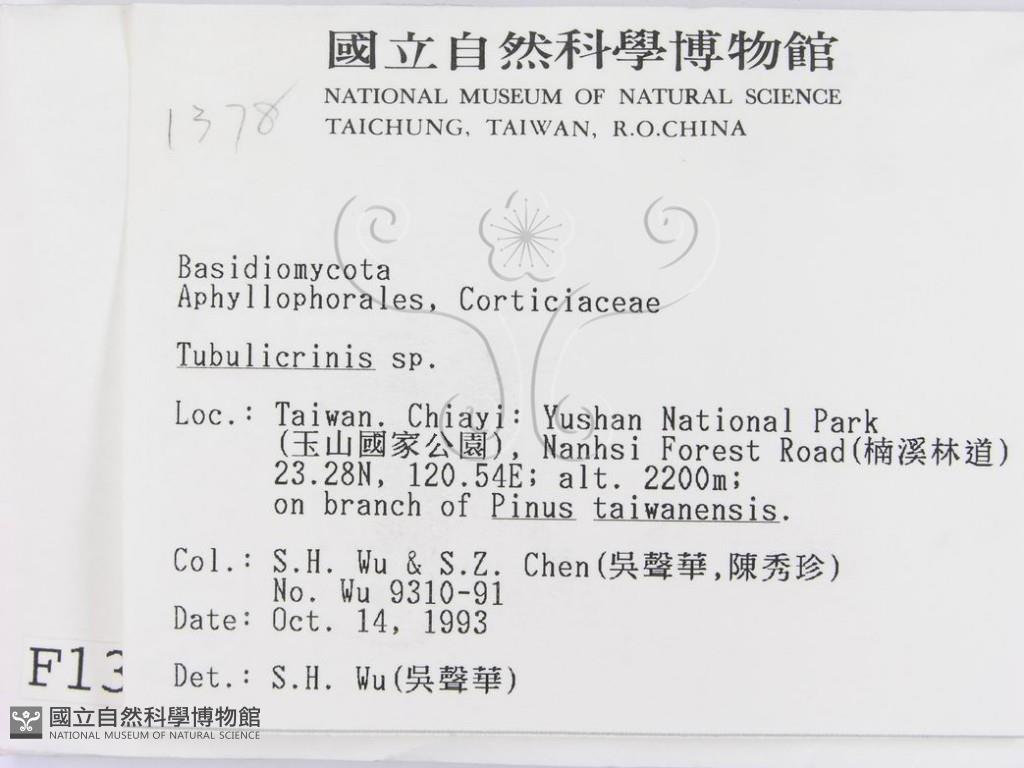 國立自然科學博物館
NATIONAL MUSEUM OF NATURAL SCIENCE
TAICHUNG, TAIWAN, R.O.CHINA
1378
Basidiomycota
Aphyllophorales, Corticiaceae
Tubulicrinis sp.
Loc.: Taiwan. Chiayi: Yushan National Park
(玉山國家公園), Nanhsi Forest Road(楠溪林道)
23.28N, 120.54E; alt. 2200m;
on branch of Pinus taiwanensis.
Col.: S.H. Wu & S.Z. Chen(吳聲華,陳秀珍)
No. Wu 9310-91
Date: Oct. 14, 1993
Det.: S.H. Wu(吳聲華)
F13
國立自然科學博物館
NATIONAL MUSEUM OF NATURAL SCIENCE